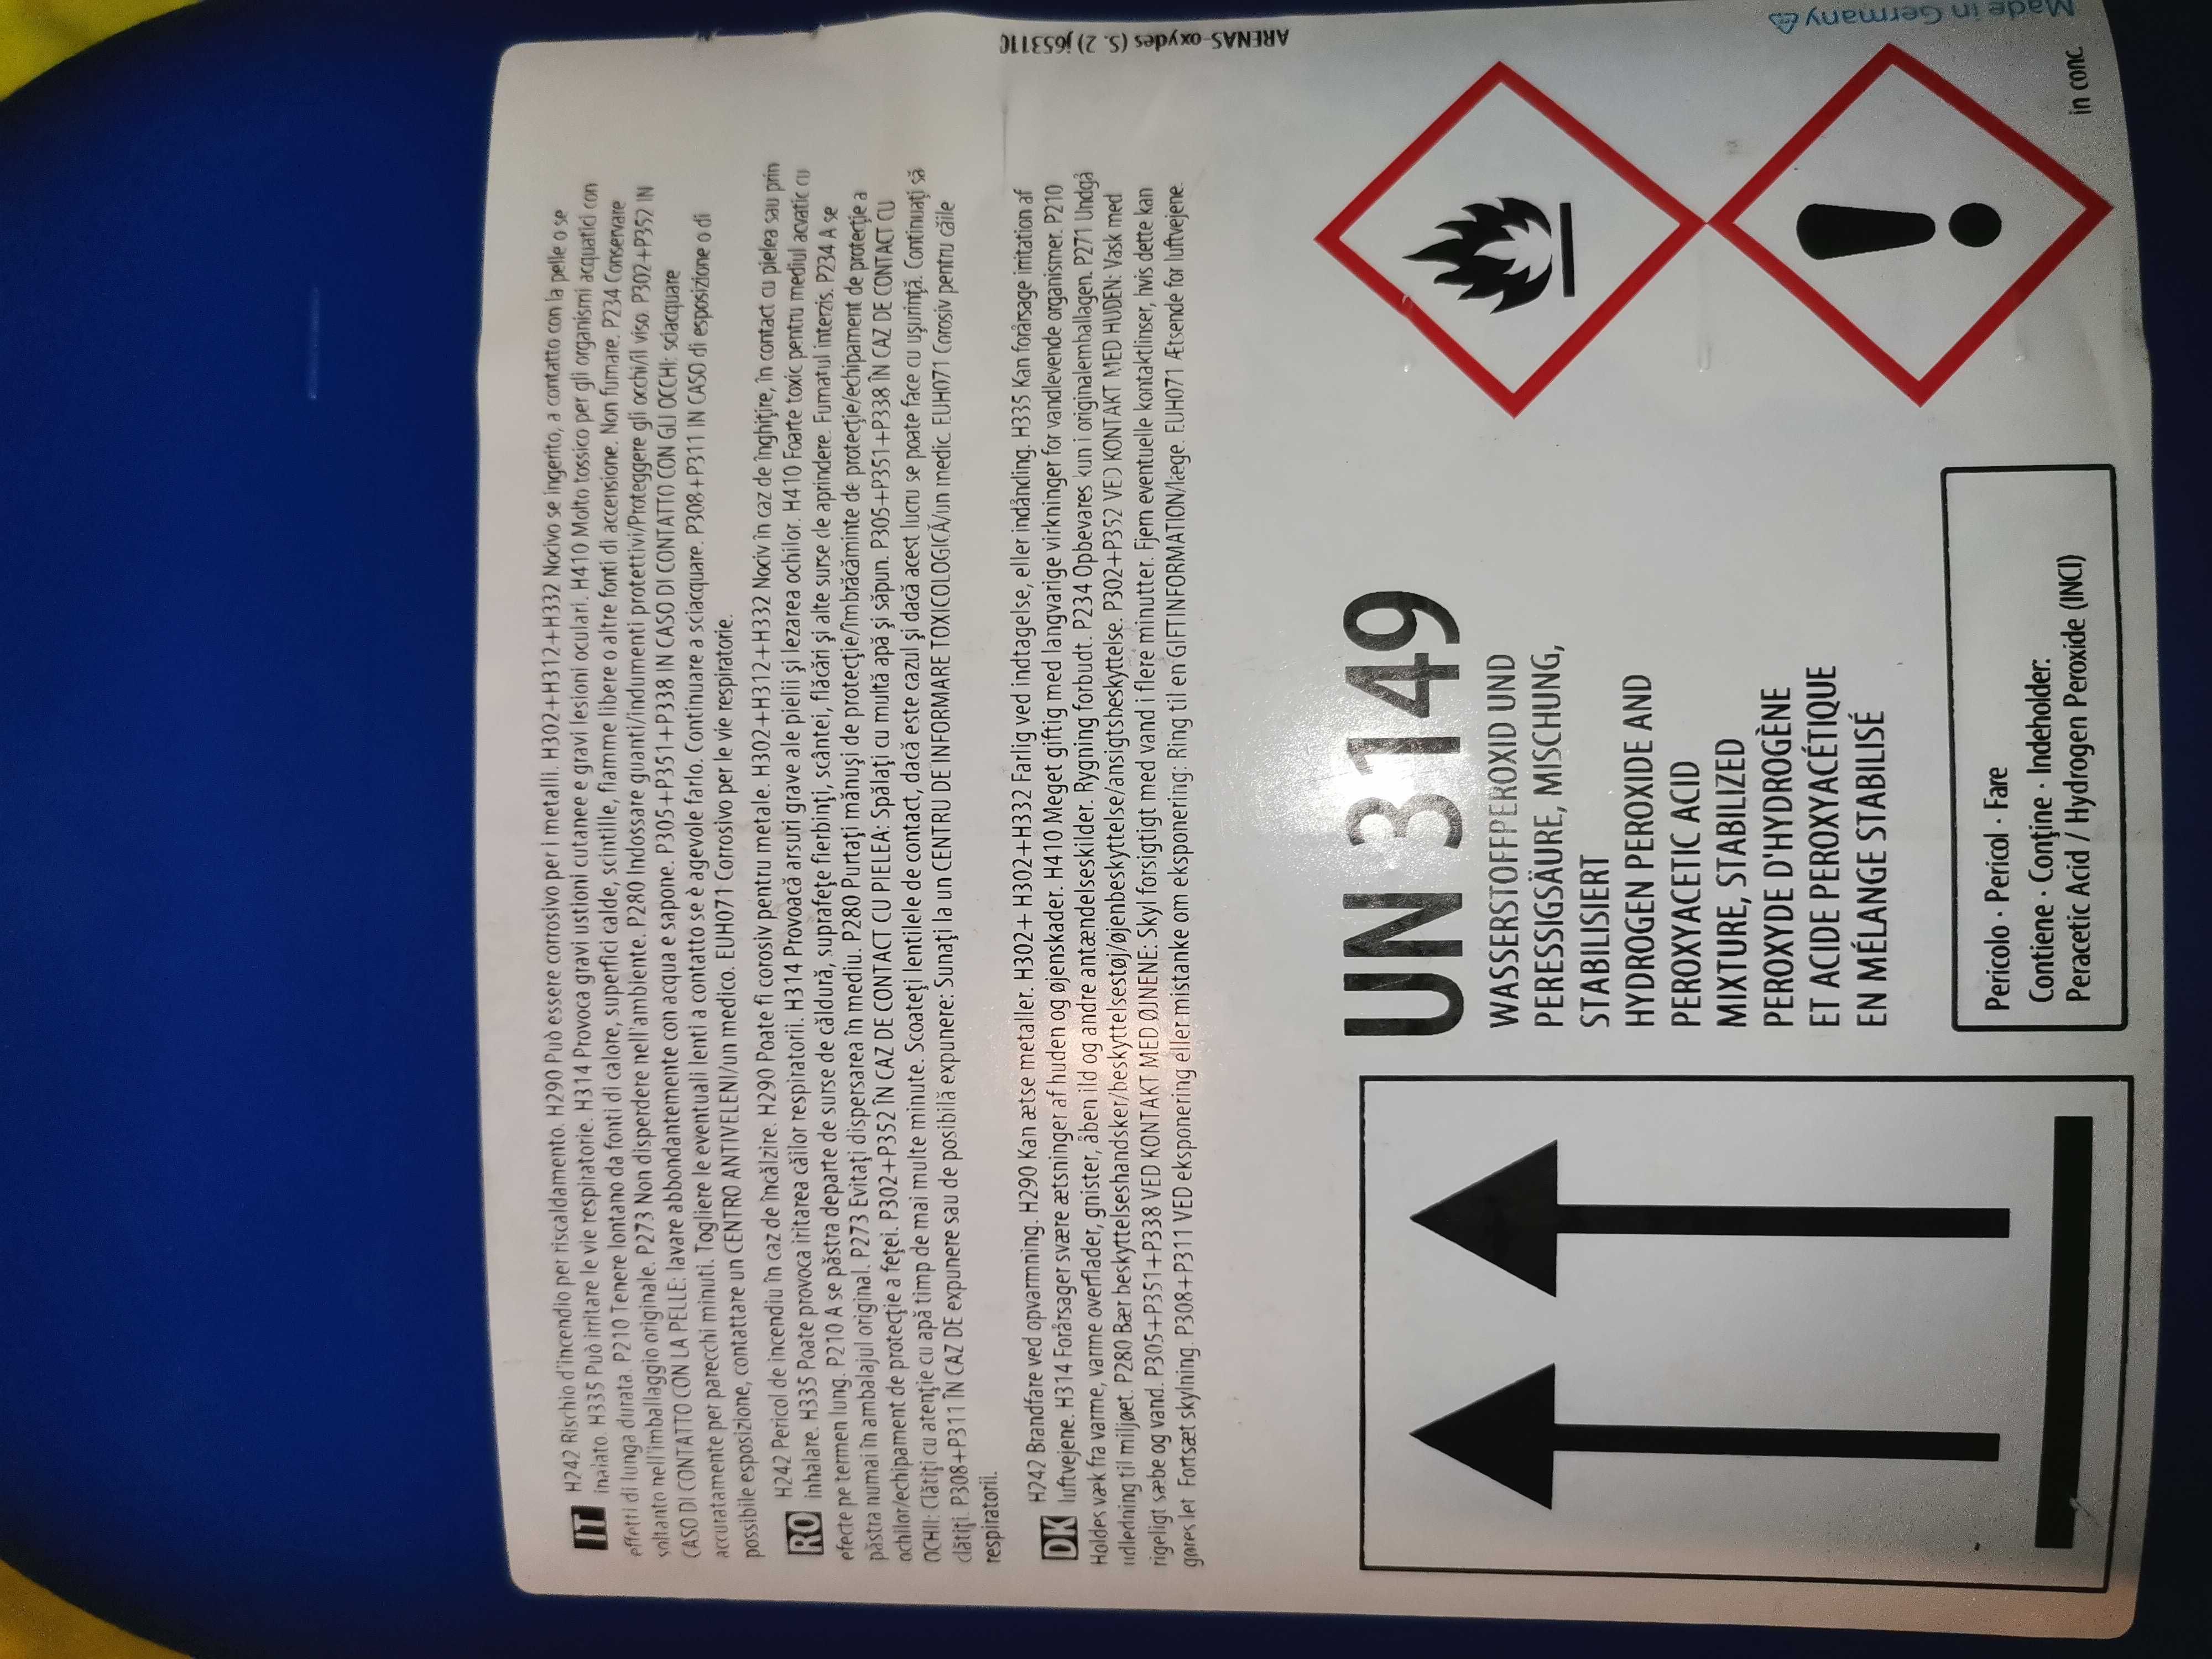 IT H242 Rischio d'incendio per riscaldamento. H290 Può essere corrosivo per i metalli. H302+H312+H332 Nocivo se ingerito, a contatto con la pelle o se
inalato. H335 Può irritare le vie respiratorie. H314 Provoca gravi ustioni cutanee e gravi lesioni oculari. H410 Molto tossico per gli organismi acquatici con
effetti di lunga durata. P210 Tenere lontano da fonti di calore, superfici calde, scintille, fiamme libere o altre fonti di accensione. Non fumare. P234 Conservare
soltanto nell'imballaggio originale. P273 Non disperdere nell'ambiente. P280 Indossare guanti/indumenti protettivi/Proteggere gli occhi/il viso. P302+P352 IN
CASO DI CONTATTO CON LA PELLE: lavare abbondantemente con acqua e sapone. P305+P351+P338 IN CASO DI CONTATTO CON GLI OCCHI: sciacquare
accuratamente per parecchi minuti. Togliere le eventuali lenti a contatto se è agevole farlo. Continuare a sciacquare. P308+P311 IN CASO di esposizione o di
possibile esposizione, contattare un CENTRO ANTIVELENI/un medico. EUH071 Corrosivo per le vie respiratorie.
RO H242 Pericol de incendiu în caz de încălzire. H290 Poate fi corosiv pentru metale. H302+H312+H332 Nociv în caz de înghițire, în contact cu pielea sau prin
inhalare. H335 Poate provoca iritarea căilor respiratorii. H314 Provoacă arsuri grave ale pielii şi lezarea ochilor. H410 Foarte toxic pentru mediul acvatic cu
efecte pe termen lung. P210 A se păstra departe de surse de căldură, suprafeţe fierbinţi, scântei, flăcări şi alte surse de aprindere. Fumatul interzis. P234 A se
păstra numai în ambalajul original. P273 Evitaţi dispersarea în mediu. P280 Purtaţi mănuşi de protecţie/îmbrăcăminte de protecţie/echipament de protecţie a
ochilor/echipament de protecţie a feţei. P302+P352 ÎN CAZ DE CONTACT CU PIELEA: Spălaţi cu multă apă şi săpun. P305+P351+P338 ÎN CAZ DE CONTACT CU
OCHII: Clătiţi cu atenţie cu apă timp de mai multe minute. Scoateţi lentilele de contact, dacă este cazul şi dacă acest lucru se poate face cu uşurinţă. Continuaţi să
clătiţi. P308+P311 ÎN CAZ DE expunere sau de posibilă expunere: Sunaţi la un CENTRU DE INFORMARE TOXICOLOGICĂ/un medic. EUH071 Corosiv pentru căile
respiratorii.
DK H242 Brandfare ved opvarmning. H290 Kan ætse metaller. H302+ H302+H332 Farlig ved indtagelse, eller indånding. H335 Kan forårsage irritation af
luftvejene. H314 Forårsager svære ætsninger af huden og øjenskader. H410 Meget giftig med langvarige virkninger for vandlevende organismer. P210
Holdes væk fra varme, varme overflader, gnister, åben ild og andre antændelseskilder. Rygning forbudt. P234 Opbevares kun i originalemballagen. P271 Undgå
udledning til miljøet. P280 Bær beskyttelseshandsker/beskyttelsestøj/øjenbeskyttelse/ansigtsbeskyttelse. P302+P352 VED KONTAKT MED HUDEN: Vask med
rigeligt sæbe og vand. P305+P351+P338 VED KONTAKT MED ØJNENE: Skyl forsigtigt med vand i flere minutter. Fjern eventuelle kontaktlinser, hvis dette kan
gøres let Fortsæt skylning. P308+P311 VED eksponering eller mistanke om eksponering: Ring til en GIFTINFORMATION/læge. EUH071 Ætsende for luftvejene.
ARENAS-oxydes (S. 2) j65311C
UN 3149
WASSERSTOFFPEROXID UND
PERESSIGSÄURE, MISCHUNG,
STABILISIERT
HYDROGEN PEROXIDE AND
PEROXYACETIC ACID
MIXTURE, STABILIZED
PEROXYDE D'HYDROGÈNE
ET ACIDE PEROXYACÉTIQUE
EN MÉLANGE STABILISÉ
Pericolo · Pericol · Fare
Contiene · Conţine · Indeholder:
Peracetic Acid / Hydrogen Peroxide (INCI)
in conc
Made in Germany